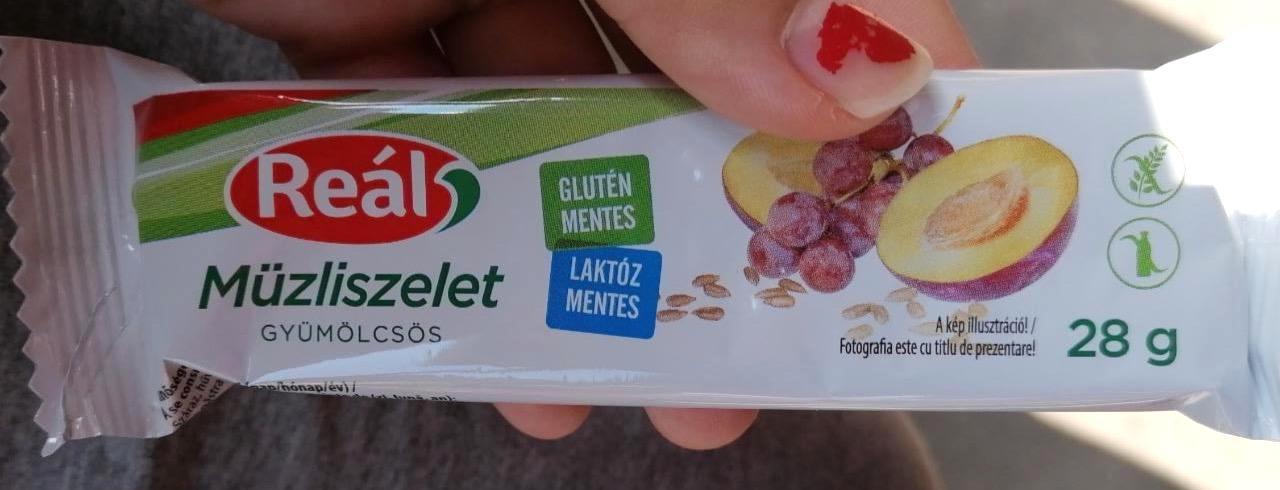 Reál
Müzliszelet
GYÜMÖLCSÖS
GLUTÉN
MENTES
LAKTÓZ
MENTES
A kép illusztráció! /
Fotografia este cu titlu de prezentare!
28 g